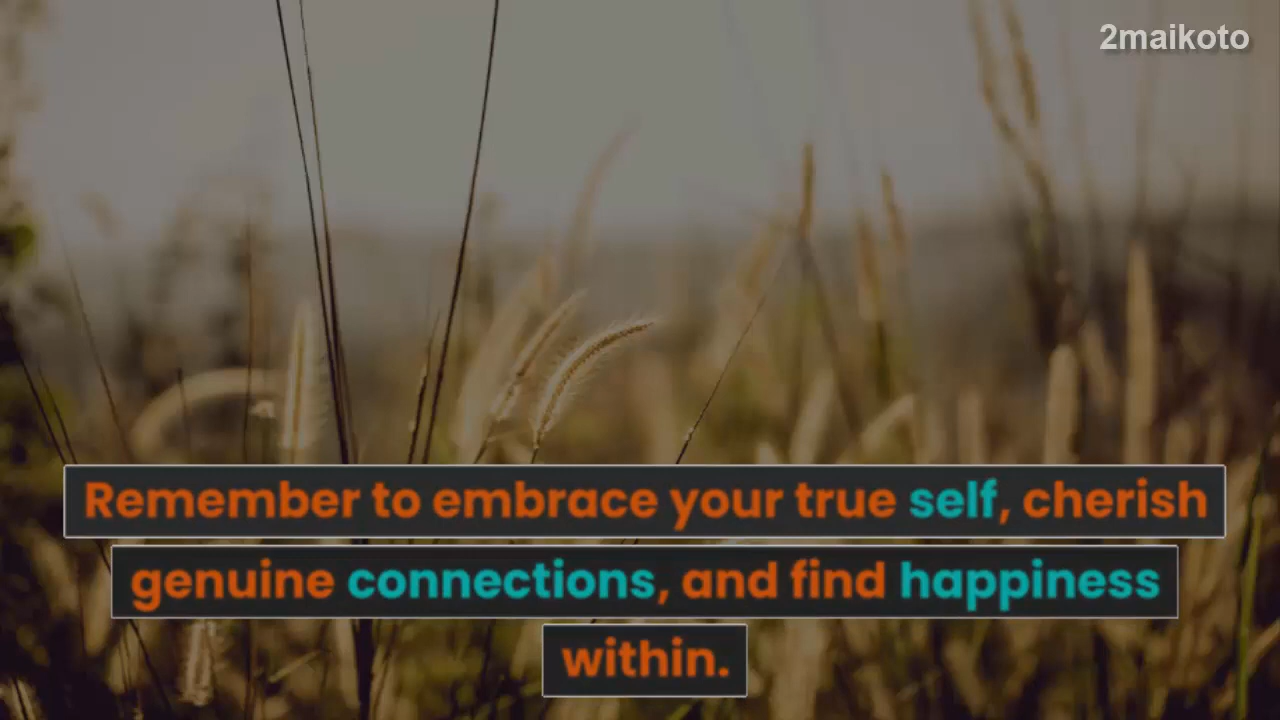 2maikoto
Remember to embrace your true self, cherish
genuine connections, and find happiness
within.